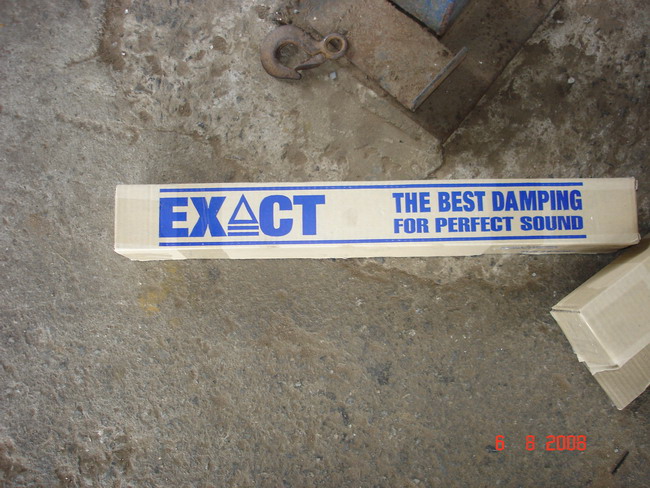 EXACT
THE BEST DAMPING
FOR PERFECT SOUND
6 8 2008